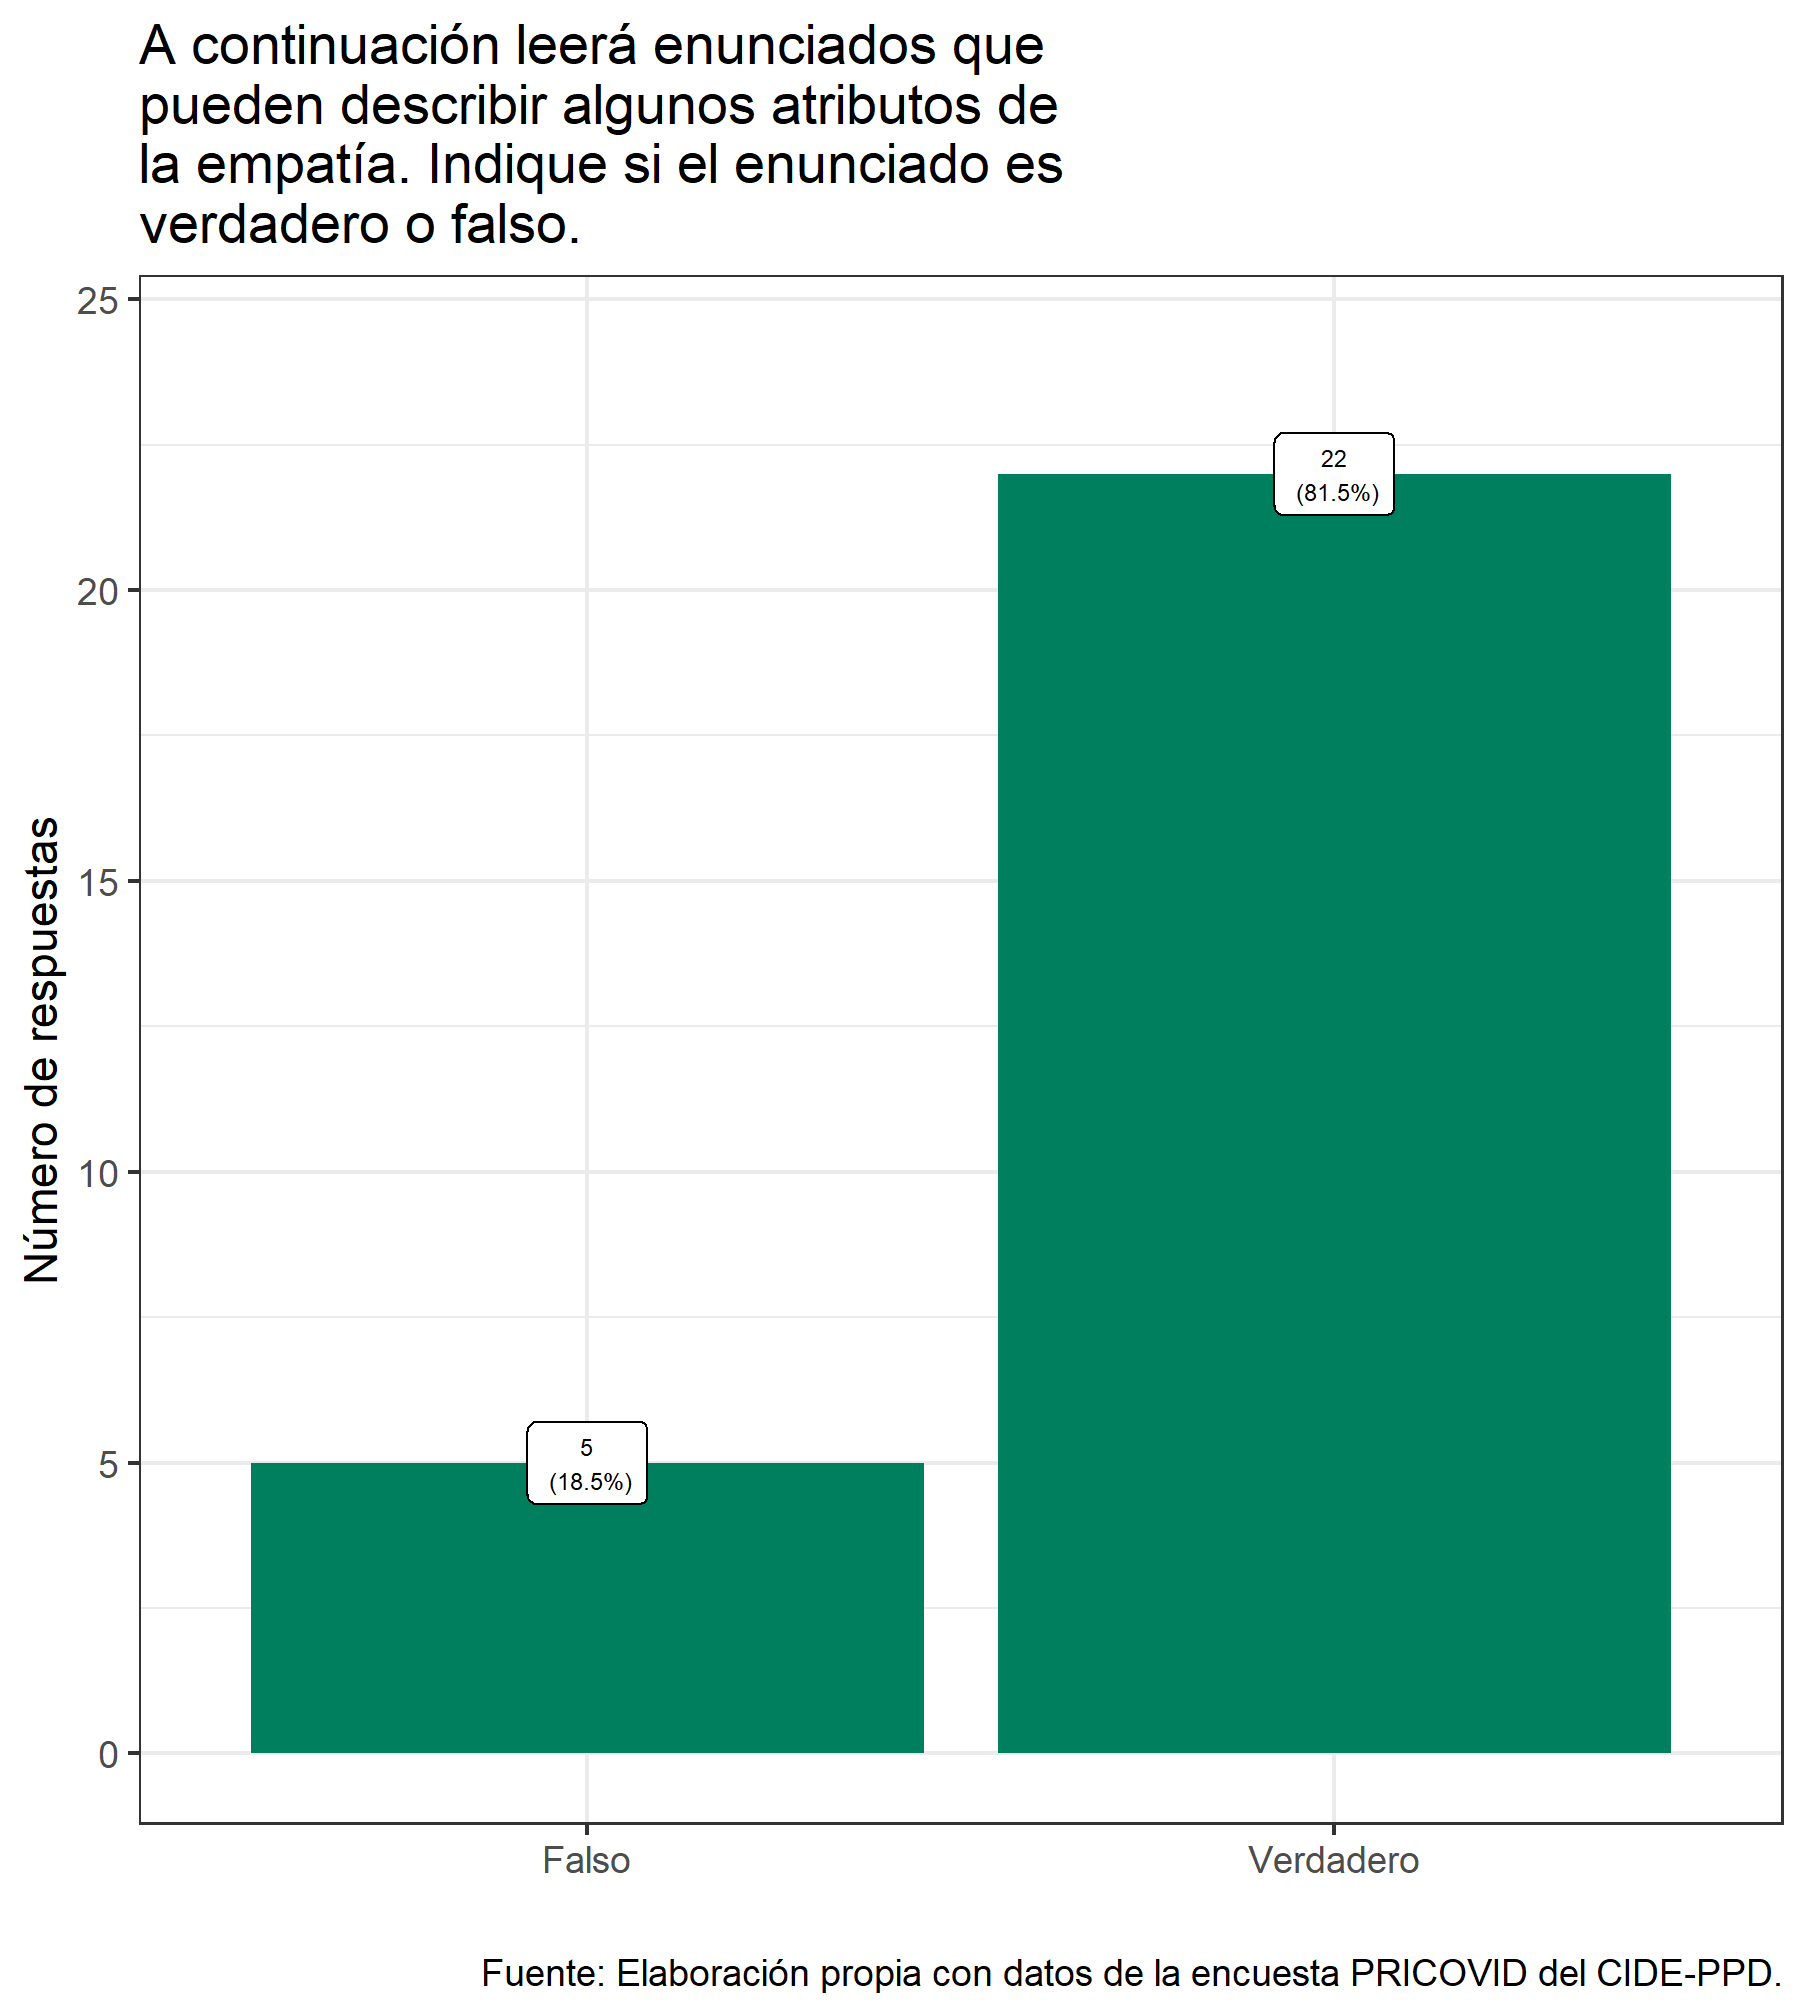 A continuación leerá enunciados que
pueden describir algunos atributos de
la empatía. Indique si el enunciado es
verdadero o falso.
Número de respuestas
25
20
15
10
5
0
22
(81.5%)
5
(18.5%)
Falso
Verdadero
Fuente: Elaboración propia con datos de la encuesta PRICOVID del CIDE-PPD.